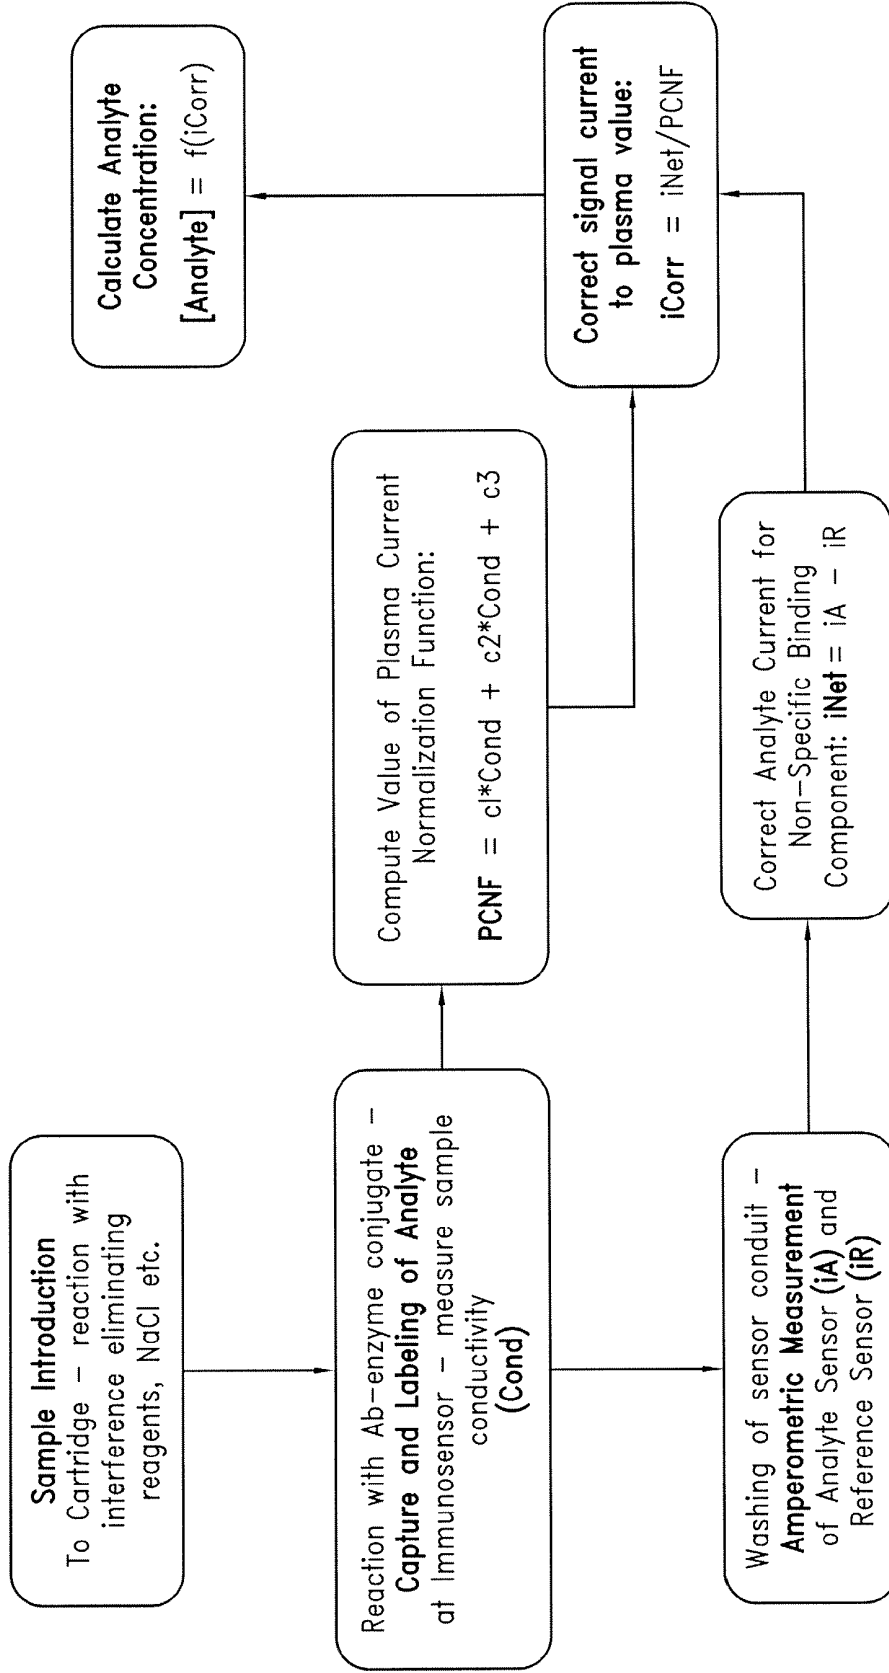 Sample Introduction
To Cartridge – reaction with
interference eliminating
reagents, NaCl etc.
Reaction with Ab–enzyme conjugate –
Capture and Labeling of Analyte
at Immunosensor – measure sample
conductivity
(Cond)
Washing of sensor conduit –
Amperometric Measurement
of Analyte Sensor (iA) and
Reference Sensor (iR)
Compute Value of Plasma Current
Normalization Function:
PCNF = cl*Cond + c2*Cond + c3
Correct Analyte Current for
Non–Specific Binding
Component: iNet = iA – iR
Correct signal current
to plasma value:
iCorr = iNet/PCNF
Calculate Analyte
Concentration:
[Analyte] = f(iCorr)